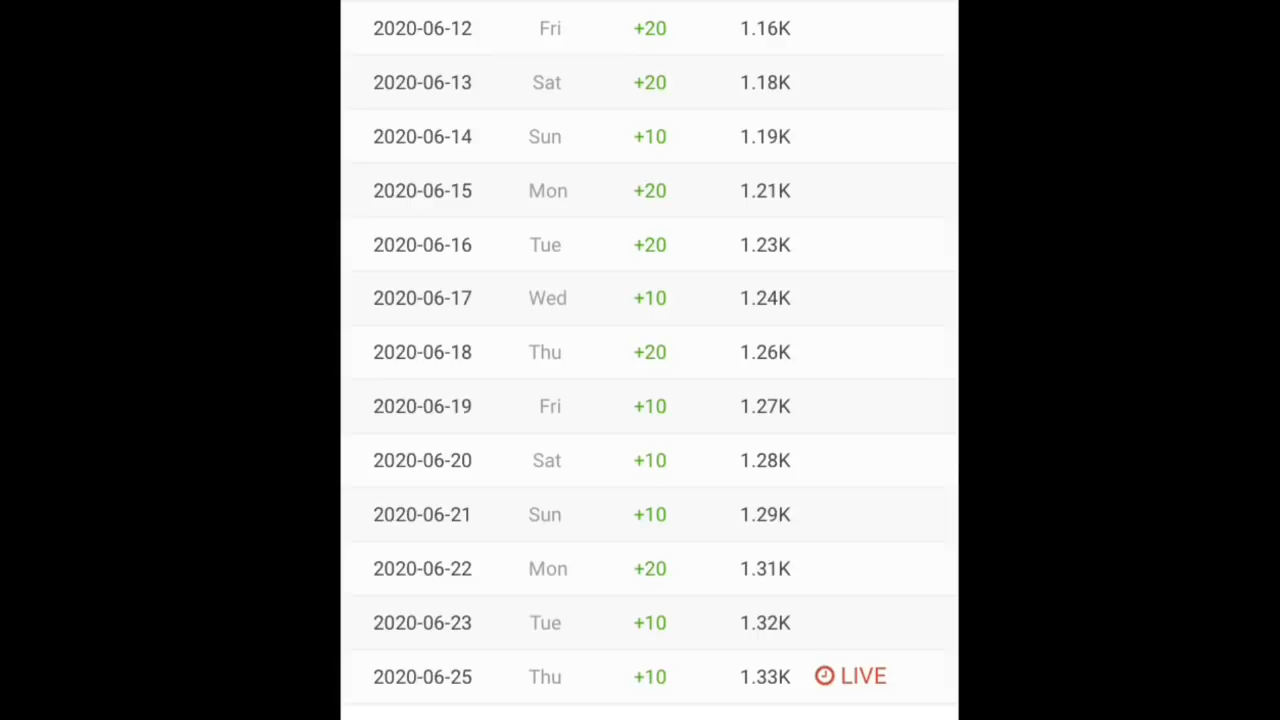 2020-06-12 Fri +20 1.16K
2020-06-13 Sat +20 1.18K
2020-06-14 Sun +10 1.19K
2020-06-15 Mon +20 1.21K
2020-06-16 Tue +20 1.23K
2020-06-17 Wed +10 1.24K
2020-06-18 Thu +20 1.26K
2020-06-19 Fri +10 1.27K
2020-06-20 Sat +10 1.28K
2020-06-21 Sun +10 1.29K
2020-06-22 Mon +20 1.31K
2020-06-23 Tue +10 1.32K
2020-06-25 Thu +10 1.33K LIVE